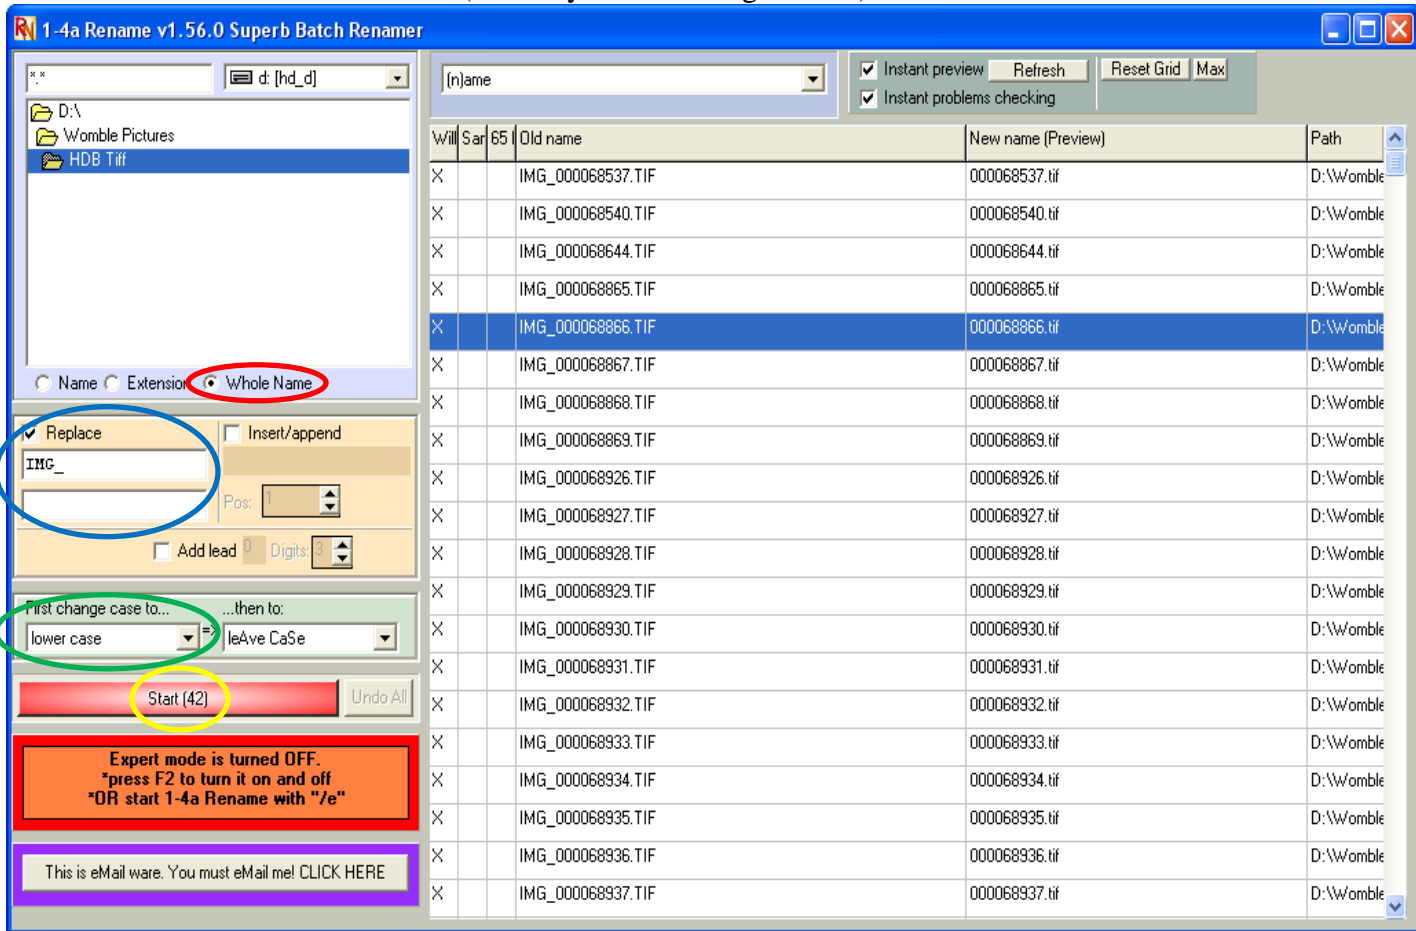 1-4a Rename v1.56.0 Superb Batch Renamer
*.*
d: [hd_d]
D:\
Womble Pictures
HDB Tiff
Name Extension Whole Name
Replace
Insert/append
IMG_
Pos: 1
Add lead 0 Digits: 3
First change case to... ...then to:
lower case => leAve CaSe
Start (42) Undo All
Expert mode is turned OFF.
*press F2 to turn it on and off
*OR start 1-4a Rename with "/e"
This is eMail ware. You must eMail me! CLICK HERE
(n)ame
Instant preview Refresh Reset Grid Max
Instant problems checking
Will Sar 65 Old name New name (Preview) Path
X IMG_000068537.TIF 000068537.tif D:\Womble
X IMG_000068540.TIF 000068540.tif D:\Womble
X IMG_000068644.TIF 000068644.tif D:\Womble
X IMG_000068865.TIF 000068865.tif D:\Womble
X IMG_000068866.TIF 000068866.tif D:\Womble
X IMG_000068867.TIF 000068867.tif D:\Womble
X IMG_000068868.TIF 000068868.tif D:\Womble
X IMG_000068869.TIF 000068869.tif D:\Womble
X IMG_000068926.TIF 000068926.tif D:\Womble
X IMG_000068927.TIF 000068927.tif D:\Womble
X IMG_000068928.TIF 000068928.tif D:\Womble
X IMG_000068929.TIF 000068929.tif D:\Womble
X IMG_000068930.TIF 000068930.tif D:\Womble
X IMG_000068931.TIF 000068931.tif D:\Womble
X IMG_000068932.TIF 000068932.tif D:\Womble
X IMG_000068933.TIF 000068933.tif D:\Womble
X IMG_000068934.TIF 000068934.tif D:\Womble
X IMG_000068935.TIF 000068935.tif D:\Womble
X IMG_000068936.TIF 000068936.tif D:\Womble
X IMG_000068937.TIF 000068937.tif D:\Womble